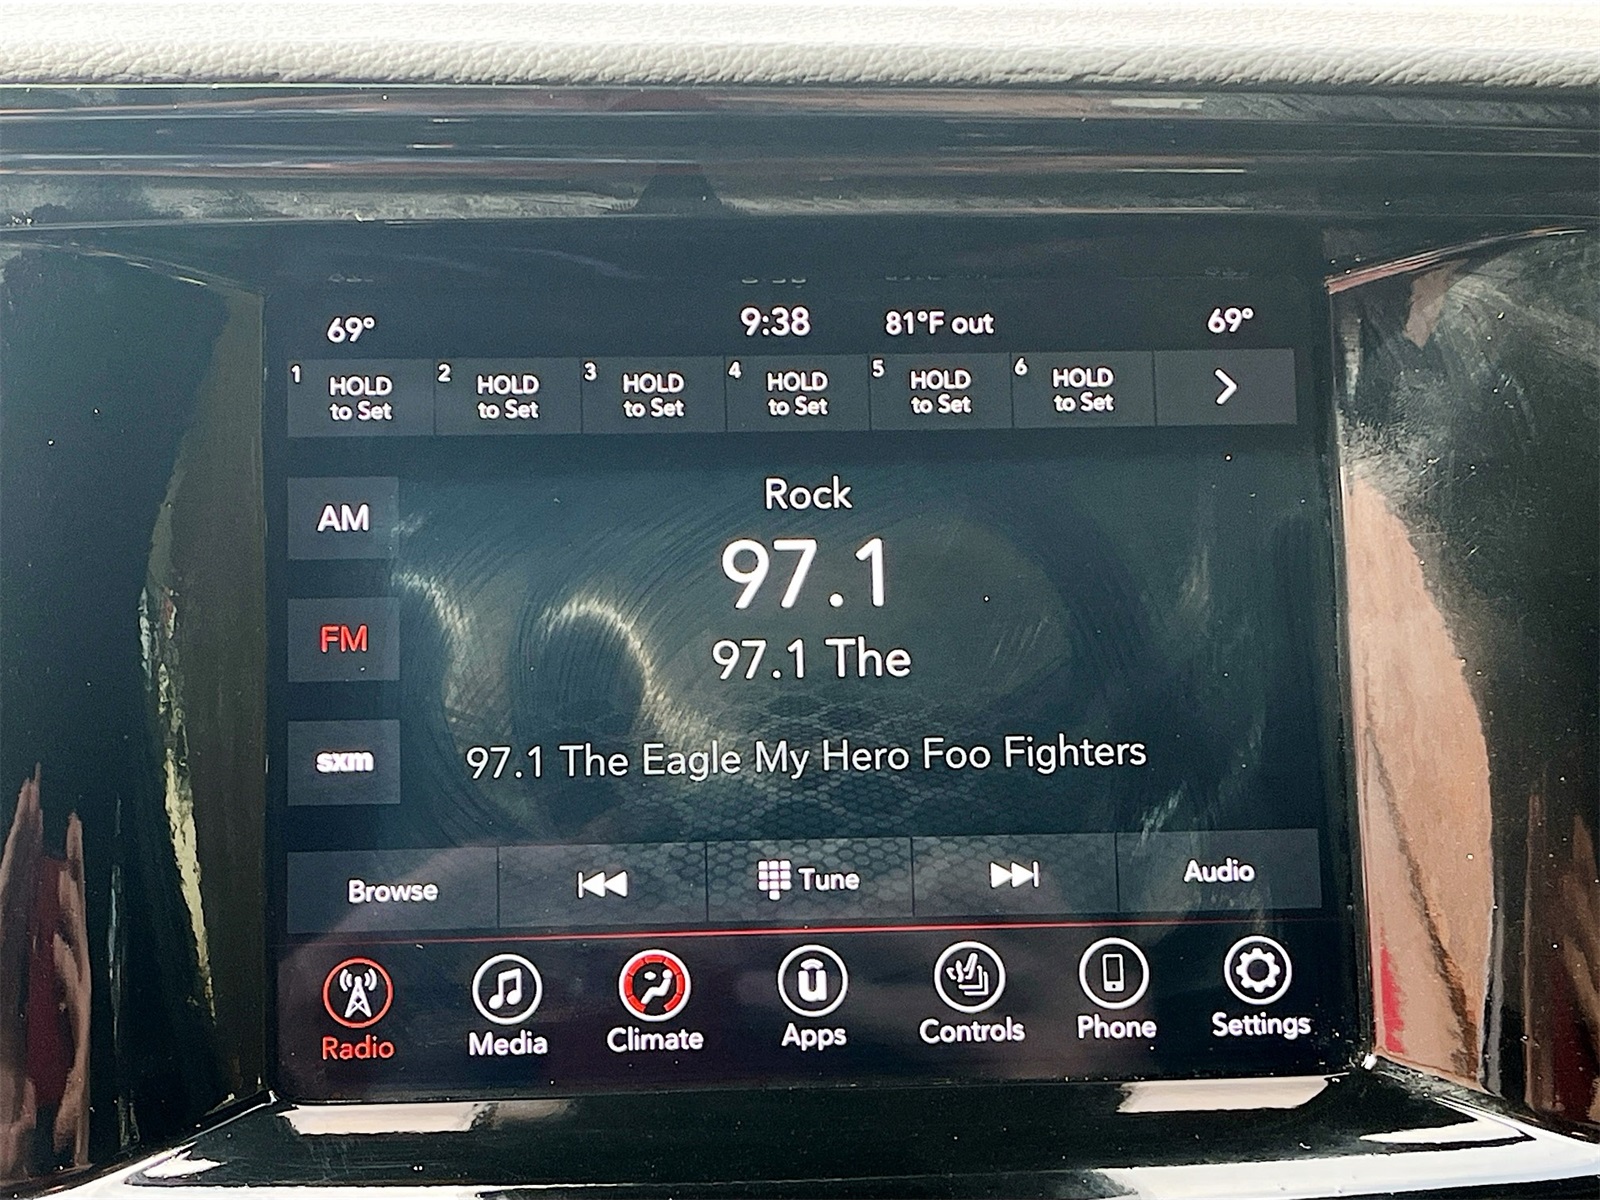 69° 9:38 81°F out 69°
1 HOLD 2 HOLD 3 HOLD 4 HOLD 5 HOLD 6 HOLD
to Set to Set to Set to Set to Set to Set
Rock
AM
97.1
FM
97.1 The
sxm
97.1 The Eagle My Hero Foo Fighters
Browse Tune Audio
Radio Media Climate Apps Controls Phone Settings